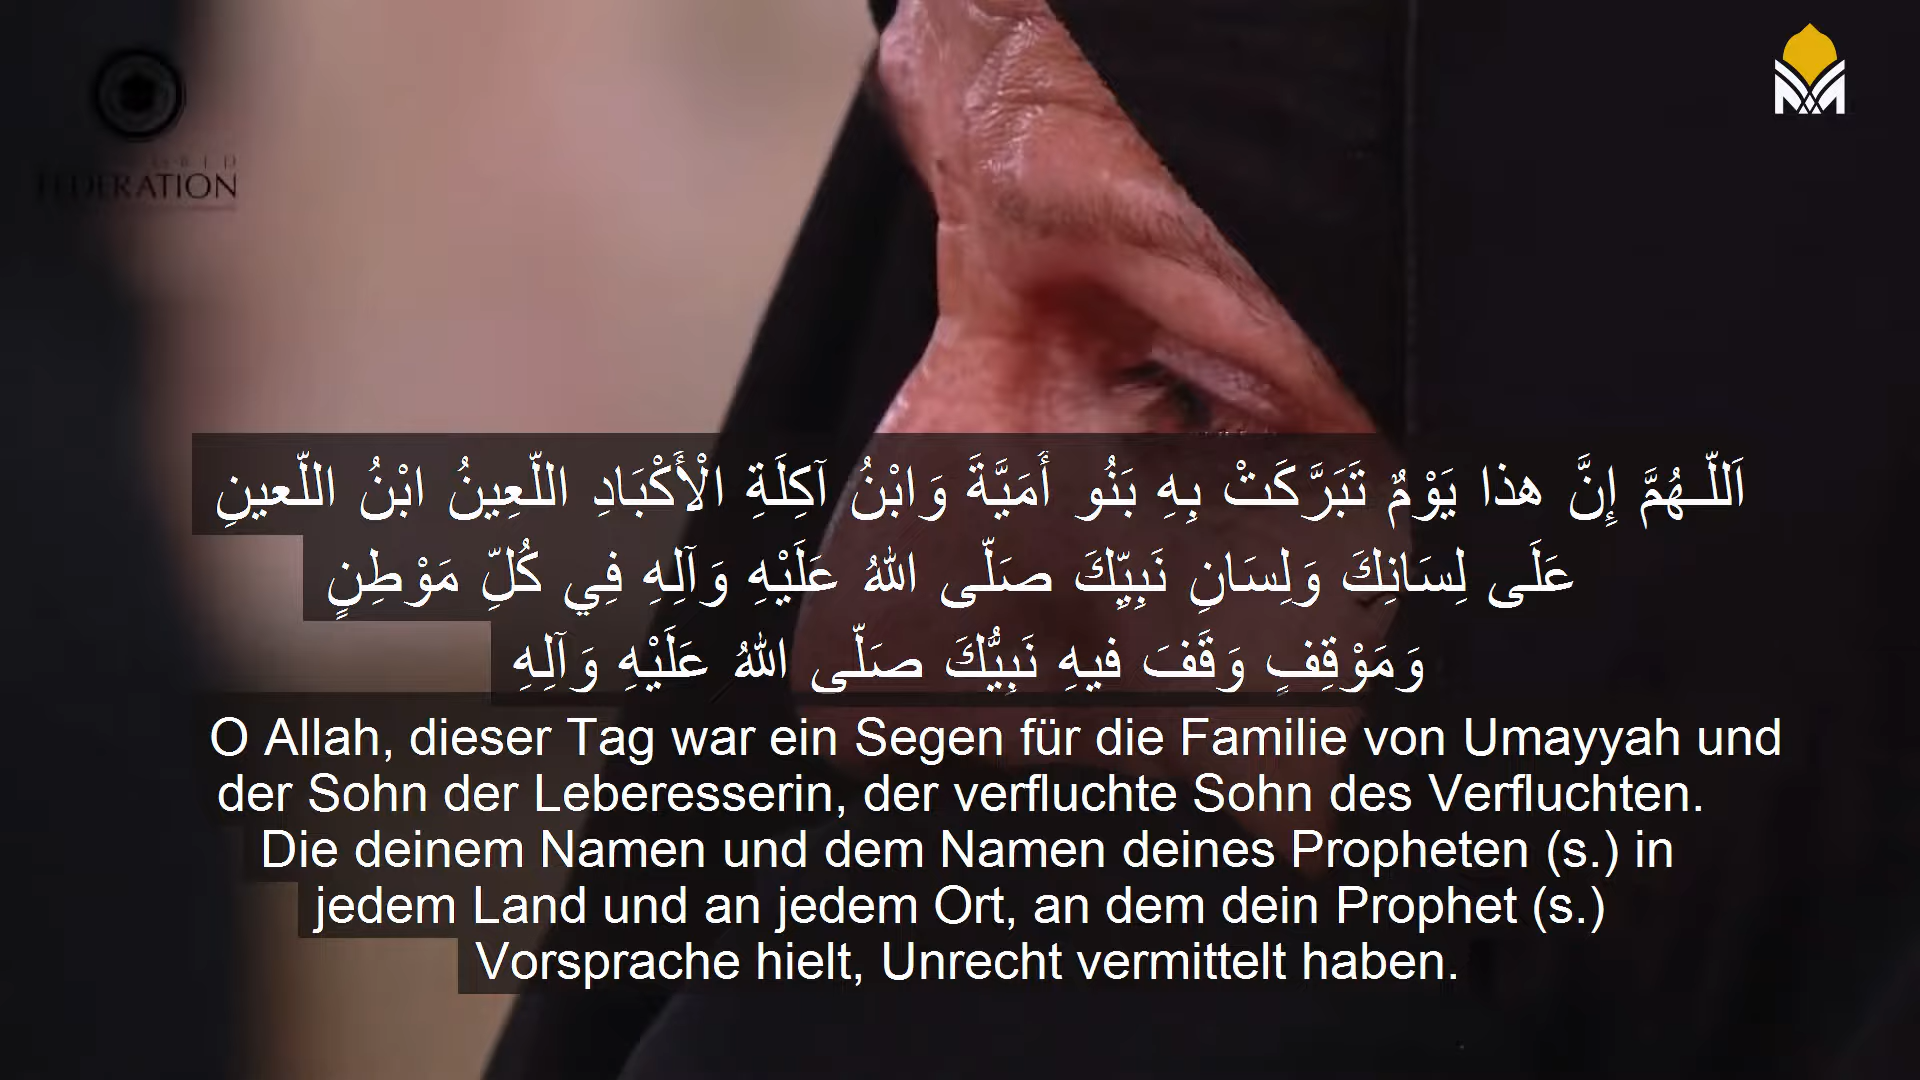 FEDERATION
اَللّـهُمَّ إِنَّ هذا يَوْمٌ تَبَرَّكَتْ بِهِ بَنُو أُمَيَّةَ وَابْنُ آكِلَةِ الْأَكْبَادِ اللّعِينُ ابْنُ اللّعينِ
عَلَى لِسَانِكَ وَلِسَانِ نَبِيِّكَ صَلّى اللهُ عَلَيْهِ وَآلِهِ فِي كُلِّ مَوْطِنٍ
وَمَوْقِفٍ وَقَفَ فيهِ نَبِيُّكَ صَلّى اللهُ عَلَيْهِ وَآلِهِ
O Allah, dieser Tag war ein Segen für die Familie von Umayyah und
der Sohn der Leberesserin, der verfluchte Sohn des Verfluchten.
Die deinem Namen und dem Namen deines Propheten (s.) in
jedem Land und an jedem Ort, an dem dein Prophet (s.)
Vorsprache hielt, Unrecht vermittelt haben.